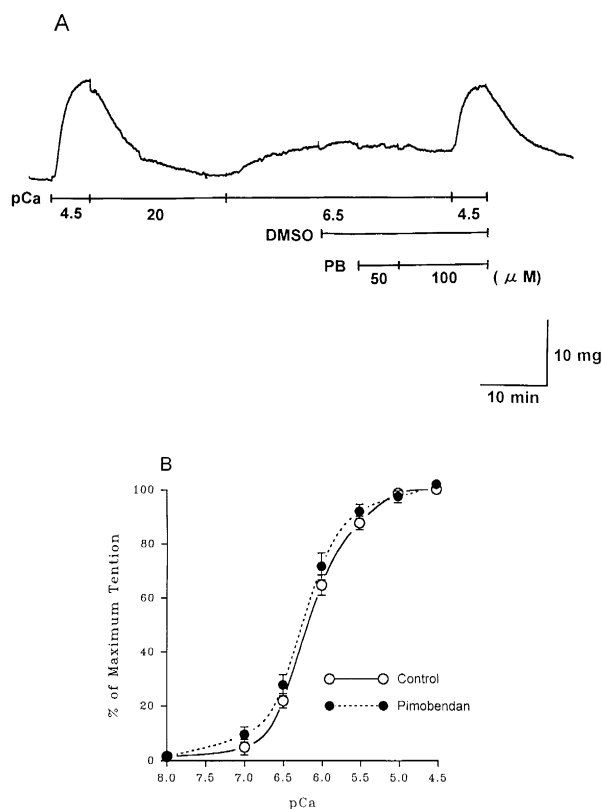 A
pCa
4.5 20 6.5 4.5
DMSO
PB 50 100 ( μ M)
10 mg
10 min
B
% of Maximum Tention
100
80
60
40
20
0
Control
Pimobendan
8.0 7.5 7.0 6.5 6.0 5.5 5.0 4.5
pCa